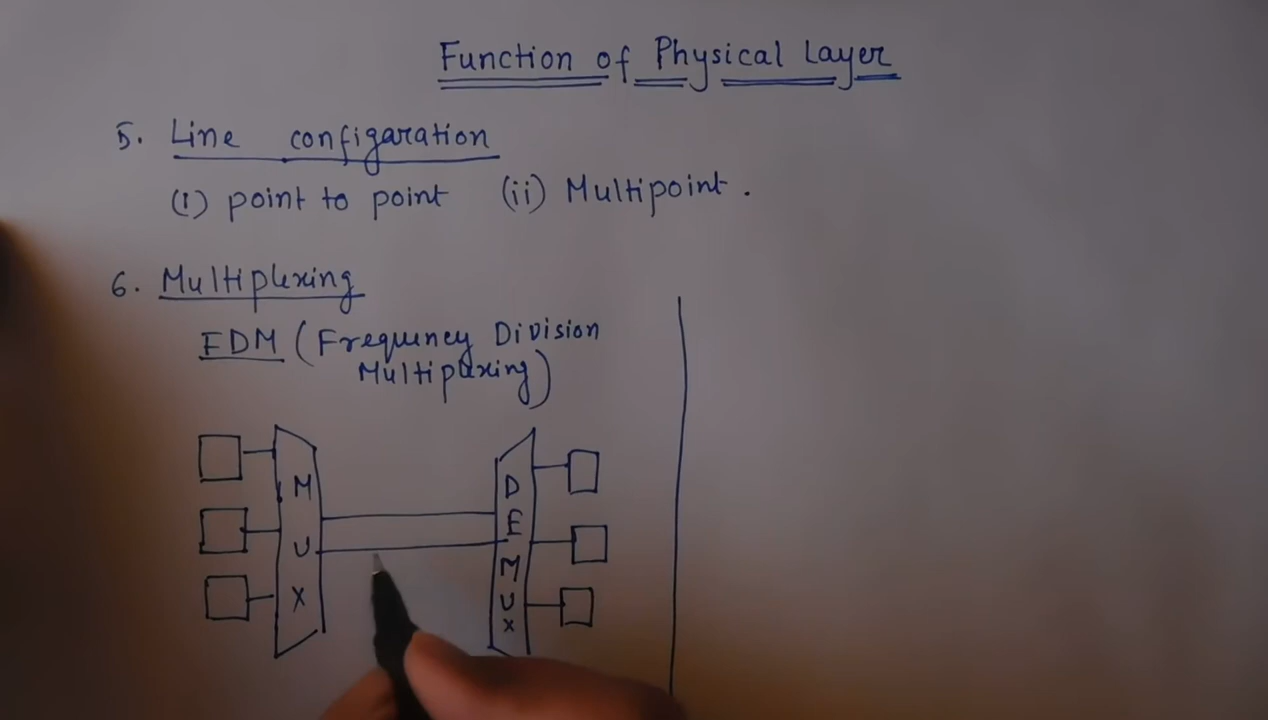 Function of Physical Layer
5. Line configaration
(i) point to point (ii) Multipoint.
6. Multiplexing
FDM (Frequency Division
Multiplexing)
MUX
DEMUX